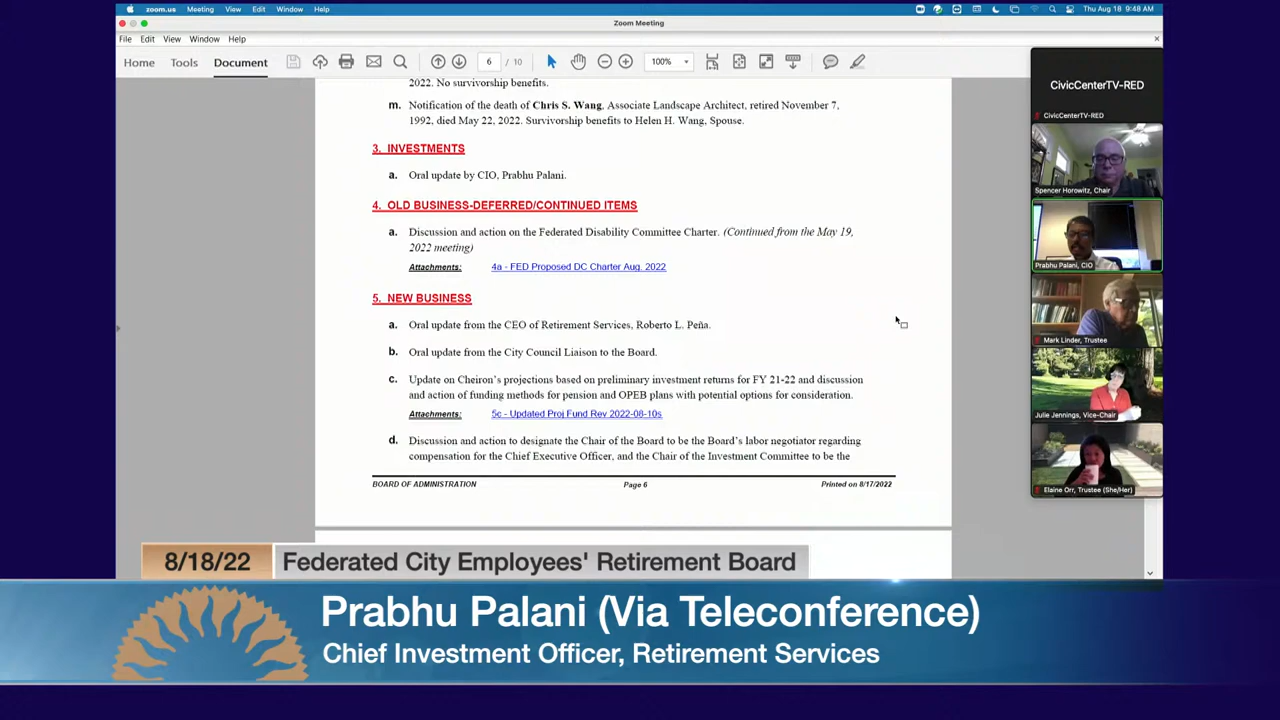 zoom.us Meeting View Edit Window Help
Thu Aug 18 9:48 AM
Zoom Meeting
File Edit View Window Help
Home Tools Document
6 / 10
100%
2022. No survivorship benefits.
m. Notification of the death of Chris S. Wang, Associate Landscape Architect, retired November 7,
1992, died May 22, 2022. Survivorship benefits to Helen H. Wang, Spouse.
3. INVESTMENTS
a. Oral update by CIO, Prabhu Palani.
4. OLD BUSINESS-DEFERRED/CONTINUED ITEMS
a. Discussion and action on the Federated Disability Committee Charter. (Continued from the May 19,
2022 meeting)
Attachments: 4a - FED Proposed DC Charter Aug. 2022
5. NEW BUSINESS
a. Oral update from the CEO of Retirement Services, Roberto L. Peña.
b. Oral update from the City Council Liaison to the Board.
c. Update on Cheiron's projections based on preliminary investment returns for FY 21-22 and discussion
and action of funding methods for pension and OPEB plans with potential options for consideration.
Attachments: 5c - Updated Proj Fund Rev 2022-08-10s
d. Discussion and action to designate the Chair of the Board to be the Board's labor negotiator regarding
compensation for the Chief Executive Officer, and the Chair of the Investment Committee to be the
BOARD OF ADMINISTRATION Page 6 Printed on 8/17/2022
CivicCenterTV-RED
CivicCenterTV-RED
Spencer Horowitz, Chair
Prabhu Palani, CIO
Mark Linder, Trustee
Julie Jennings, Vice-Chair
Elaine Orr, Trustee (She/Her)
8/18/22 Federated City Employees' Retirement Board
Prabhu Palani (Via Teleconference)
Chief Investment Officer, Retirement Services